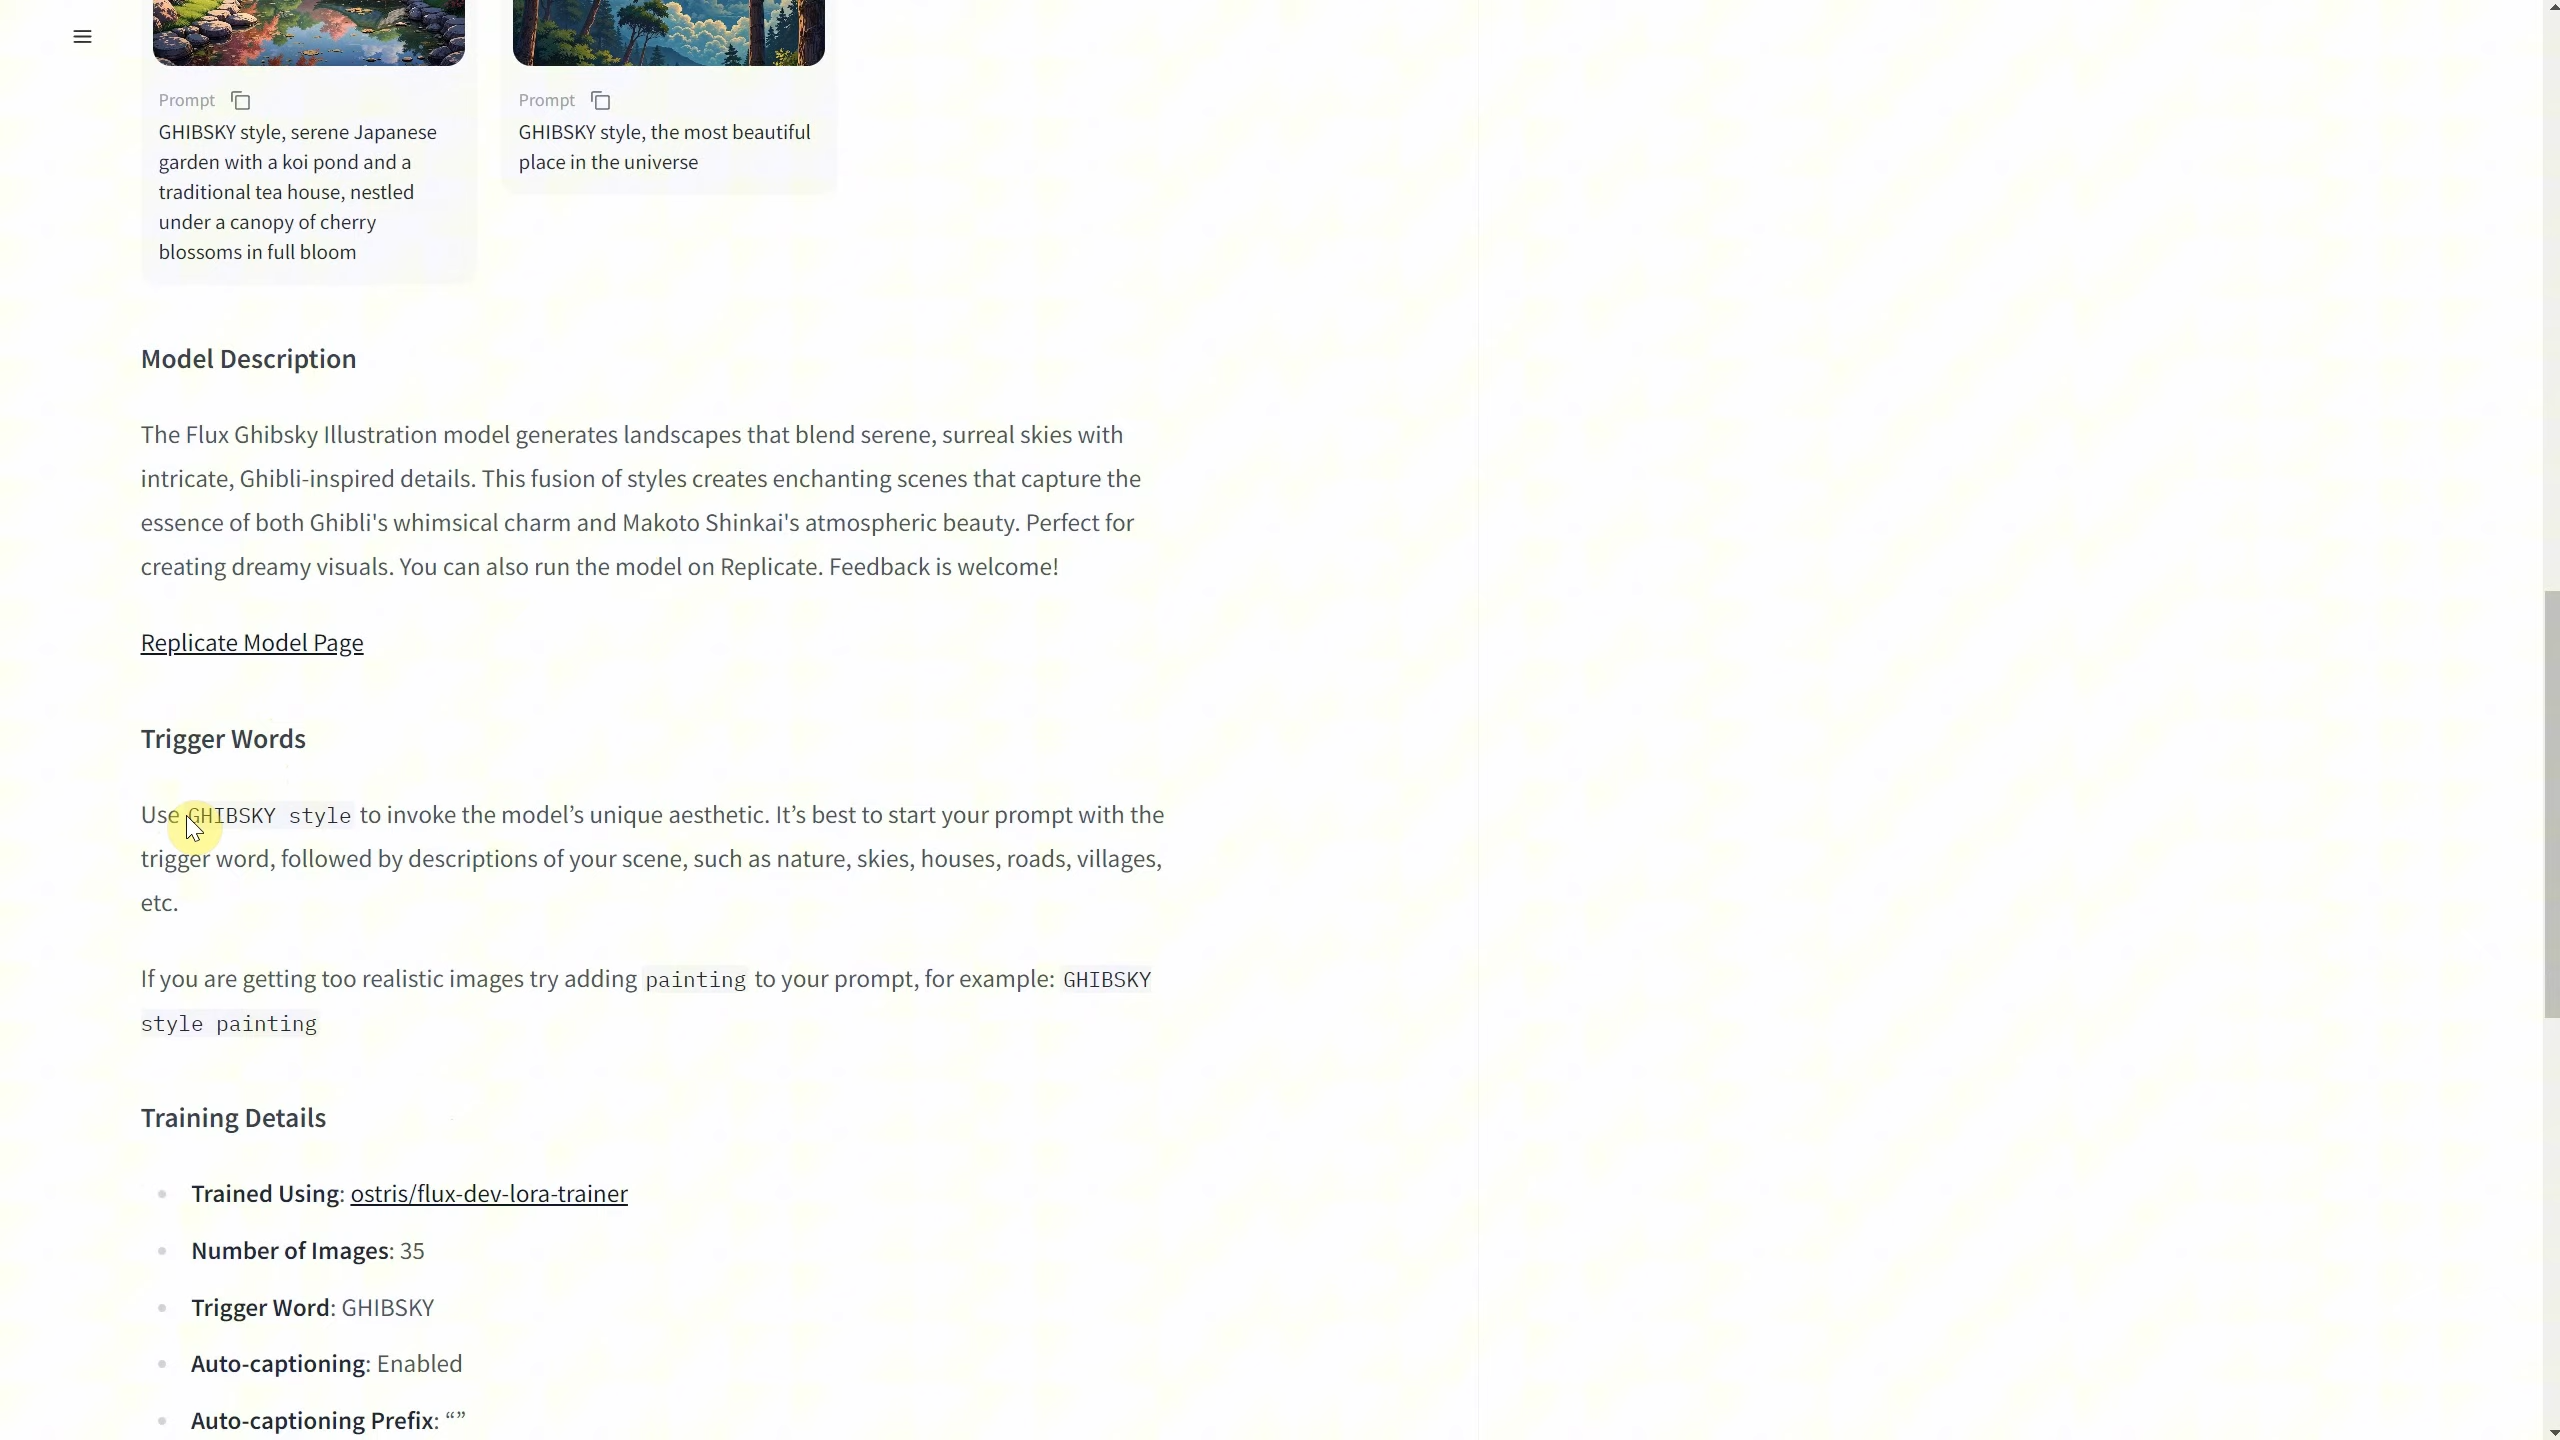 Prompt
GHIBSKY style, serene Japanese
garden with a koi pond and a
traditional tea house, nestled
under a canopy of cherry
blossoms in full bloom
Prompt
GHIBSKY style, the most beautiful
place in the universe
Model Description
The Flux Ghibsky Illustration model generates landscapes that blend serene, surreal skies with
intricate, Ghibli-inspired details. This fusion of styles creates enchanting scenes that capture the
essence of both Ghibli's whimsical charm and Makoto Shinkai's atmospheric beauty. Perfect for
creating dreamy visuals. You can also run the model on Replicate. Feedback is welcome!
Replicate Model Page
Trigger Words
Use GHIBSKY style to invoke the model’s unique aesthetic. It’s best to start your prompt with the
trigger word, followed by descriptions of your scene, such as nature, skies, houses, roads, villages,
etc.
If you are getting too realistic images try adding painting to your prompt, for example: GHIBSKY
style painting
Training Details
Trained Using: ostris/flux-dev-lora-trainer
Number of Images: 35
Trigger Word: GHIBSKY
Auto-captioning: Enabled
Auto-captioning Prefix: “”